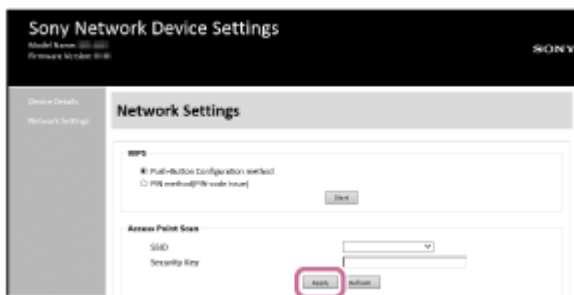 Sony Network Device Settings
Model Name:
Firmware Version:
SONY
Device Details
Network Settings
Network Settings
WPS
Push-Button Configuration method
PIN method(PIN-code issue)
Start
Access Point Scan
SSID
Security Key
Apply Refresh